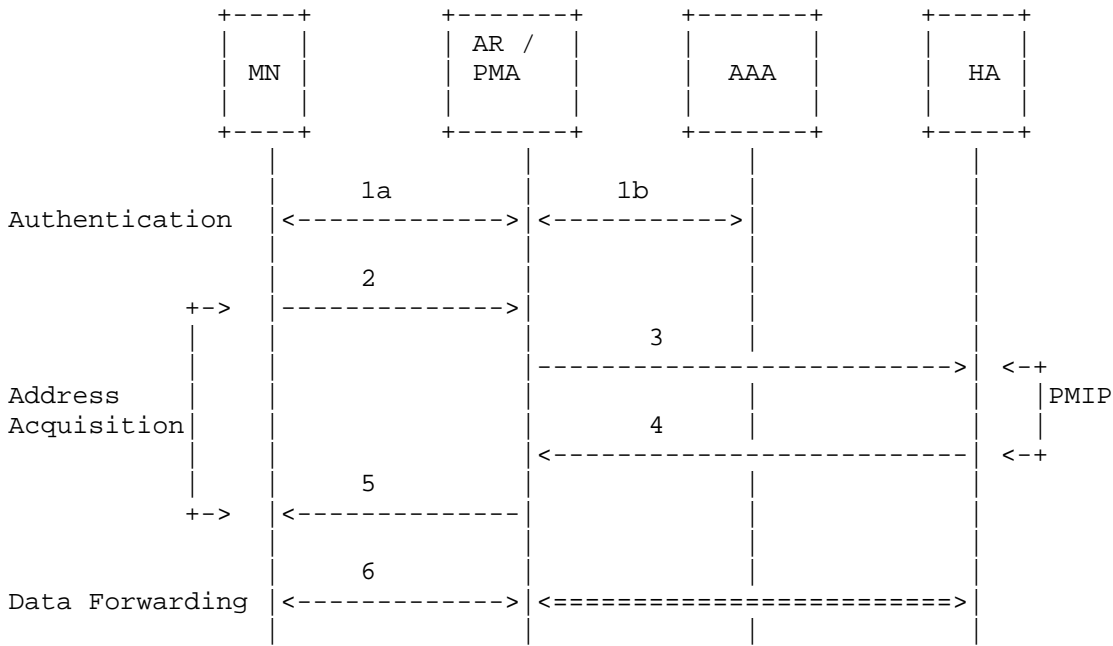 AR /
MN PMA AAA HA
1a 1b
Authentication
2
3
Address PMIP
Acquisition 4
5
6
Data Forwarding